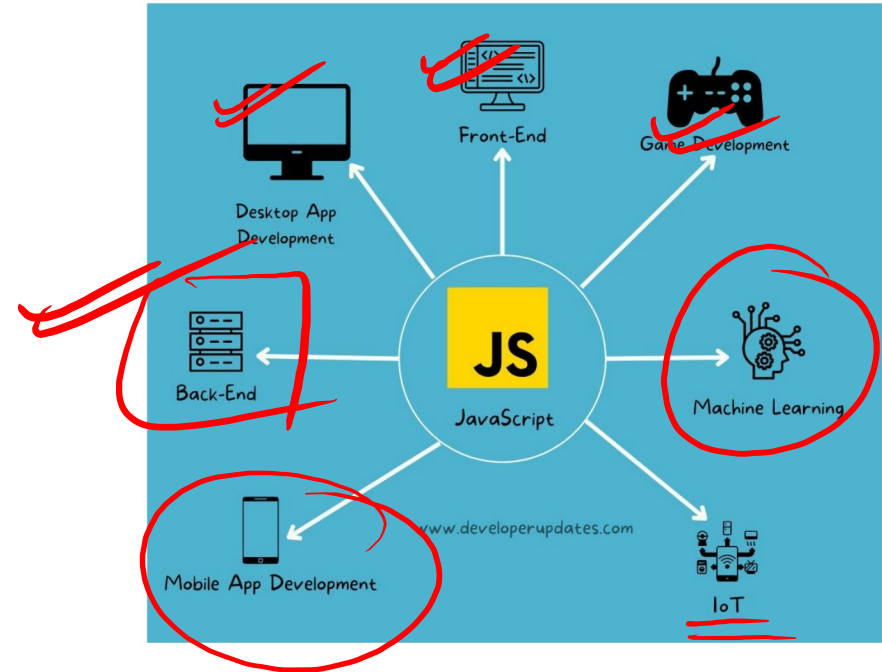 </>
<>
Front-End
Game Development
Desktop App
Development
JS
JavaScript
Back-End
Machine Learning
www.developerupdates.com
Mobile App Development
IoT